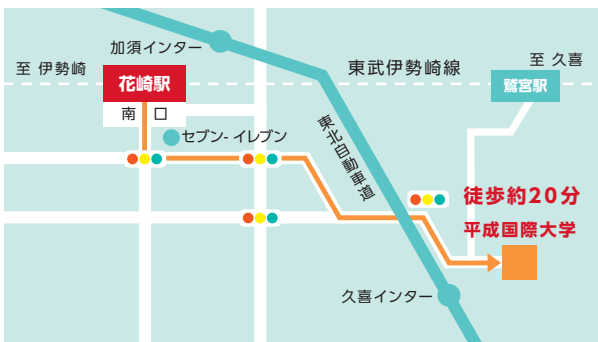 加須インター
至 伊勢崎
東武伊勢崎線
至 久喜
花崎駅
鷲宮駅
南 口
セブン-イレブン
東北自動車道
徒歩約20分
平成国際大学
久喜インター